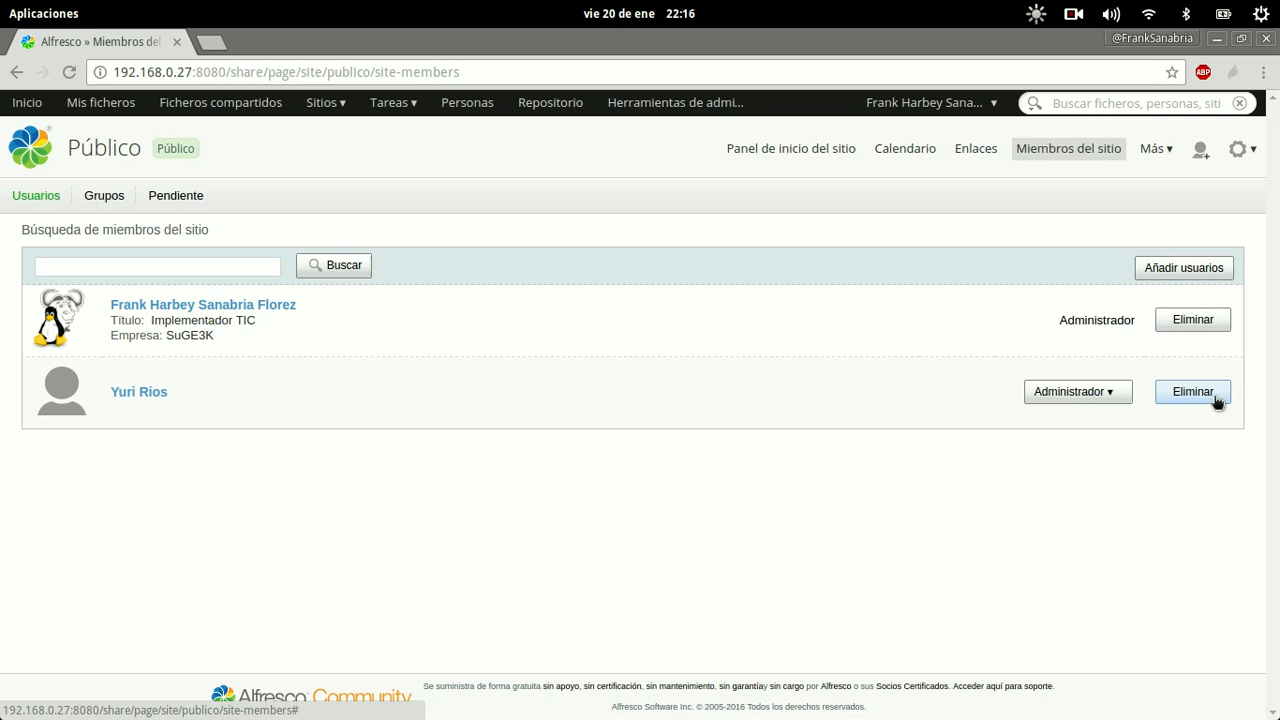 Aplicaciones
vie 20 de ene 22:16
Alfresco » Miembros del
@FrankSanabria
192.168.0.27:8080/share/page/site/publico/site-members
ABP
Inicio Mis ficheros Ficheros compartidos Sitios ▾ Tareas ▾ Personas Repositorio Herramientas de admi... Frank Harbey Sana... ▾ Buscar ficheros, personas, siti
Público Público Panel de inicio del sitio Calendario Enlaces Miembros del sitio Más ▾
Usuarios Grupos Pendiente
Búsqueda de miembros del sitio
Buscar Añadir usuarios
Frank Harbey Sanabria Florez
Título: Implementador TIC Administrador Eliminar
Empresa: SuGE3K
Yuri Rios Administrador ▾ Eliminar
Alfresco Community
Se suministra de forma gratuita sin apoyo, sin certificación, sin mantenimiento, sin garantíay sin cargo por Alfresco o sus Socios Certificados. Acceder aquí para soporte.
Alfresco Software Inc. © 2005-2016 Todos los derechos reservados.
192.168.0.27:8080/share/page/site/publico/site-members#